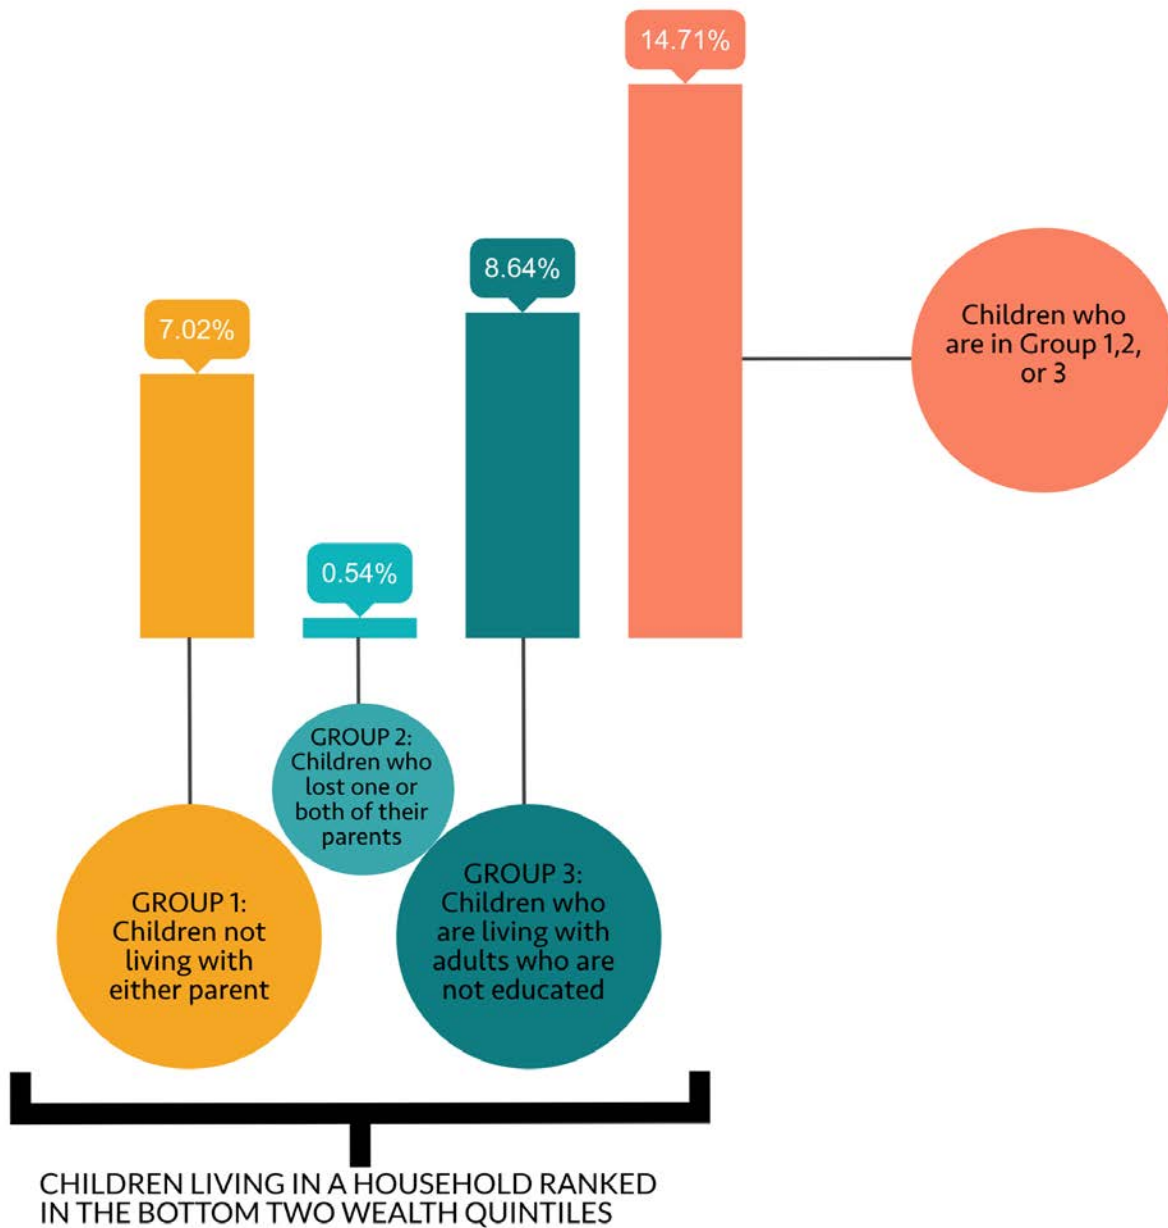 14.71%
8.64%
7.02%
0.54%
Children who
are in Group 1,2,
or 3
GROUP 2:
Children who
lost one or
both of their
parents
GROUP 1:
Children not
living with
either parent
GROUP 3:
Children who
are living with
adults who are
not educated
CHILDREN LIVING IN A HOUSEHOLD RANKED
IN THE BOTTOM TWO WEALTH QUINTILES